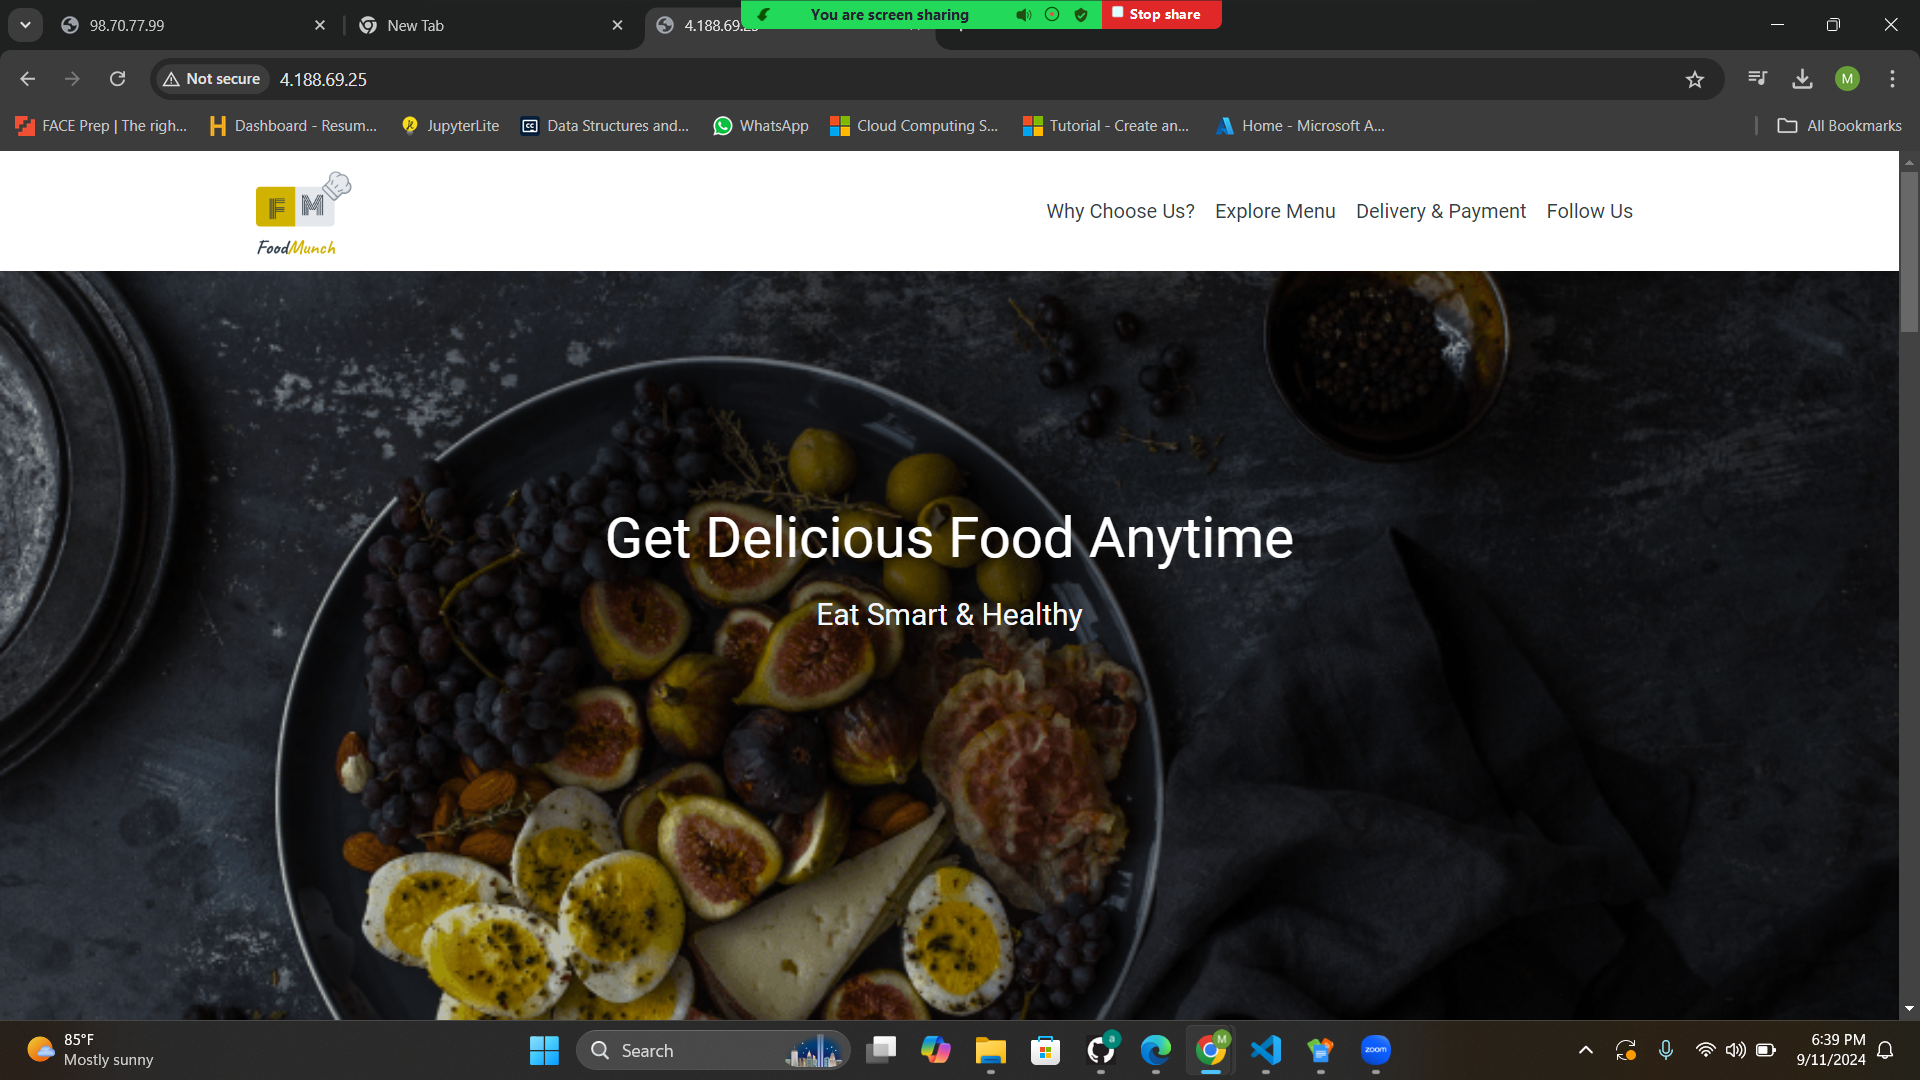 98.70.77.99
New Tab
4.188.69.25
You are screen sharing
Stop share
Not secure
4.188.69.25
M
FACE Prep | The righ...
Dashboard - Resum...
JupyterLite
Data Structures and...
WhatsApp
Cloud Computing S...
Tutorial - Create an...
Home - Microsoft A...
All Bookmarks
F M
FoodMunch
Why Choose Us?
Explore Menu
Delivery & Payment
Follow Us
Get Delicious Food Anytime
Eat Smart & Healthy
85°F
Mostly sunny
Search
a
M
zoom
6:39 PM
9/11/2024